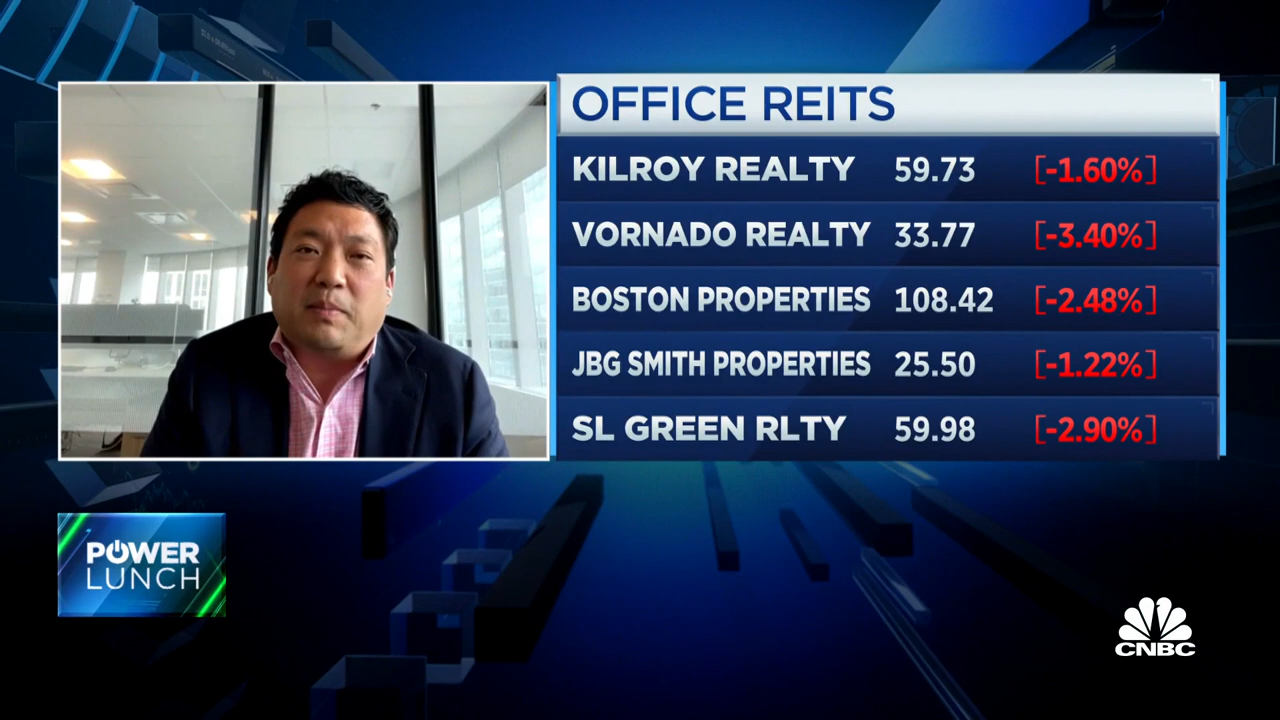 OFFICE REITS
KILROY REALTY 59.73 [-1.60%]
VORNADO REALTY 33.77 [-3.40%]
BOSTON PROPERTIES 108.42 [-2.48%]
JBG SMITH PROPERTIES 25.50 [-1.22%]
SL GREEN RLTY 59.98 [-2.90%]
POWER
LUNCH
CNBC